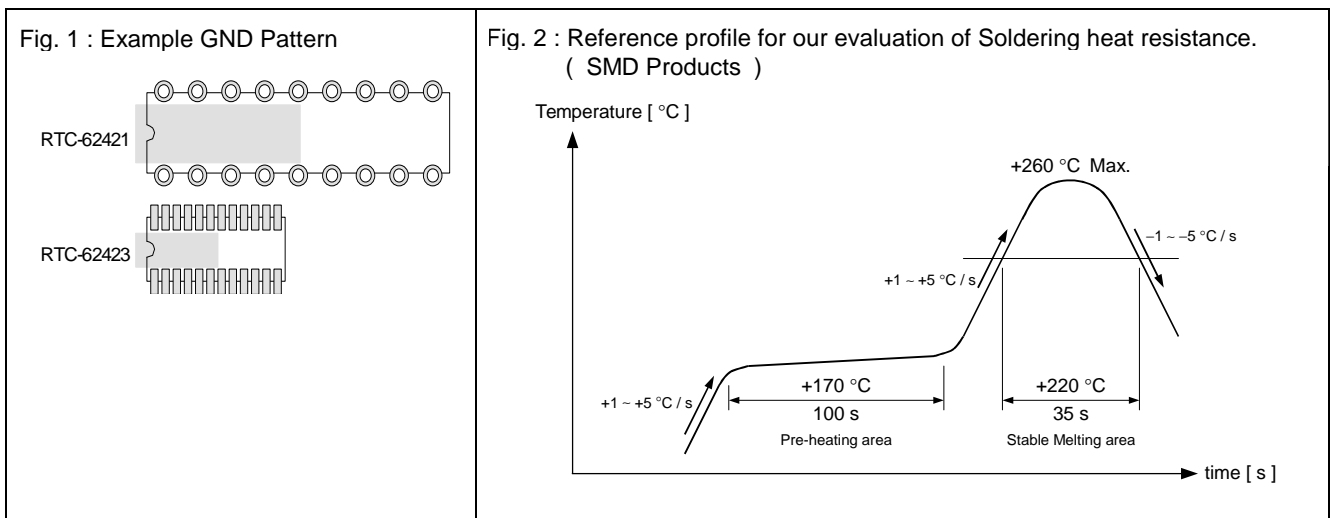 Fig. 1 : Example GND Pattern
RTC-62421
RTC-62423
Fig. 2 : Reference profile for our evaluation of Soldering heat resistance.
( SMD Products )
Temperature [ °C ]
+260 °C Max.
−1 ~ −5 °C / s
+1 ~ +5 °C / s
+1 ~ +5 °C / s
+170 °C
100 s
Pre-heating area
+220 °C
35 s
Stable Melting area
time [ s ]